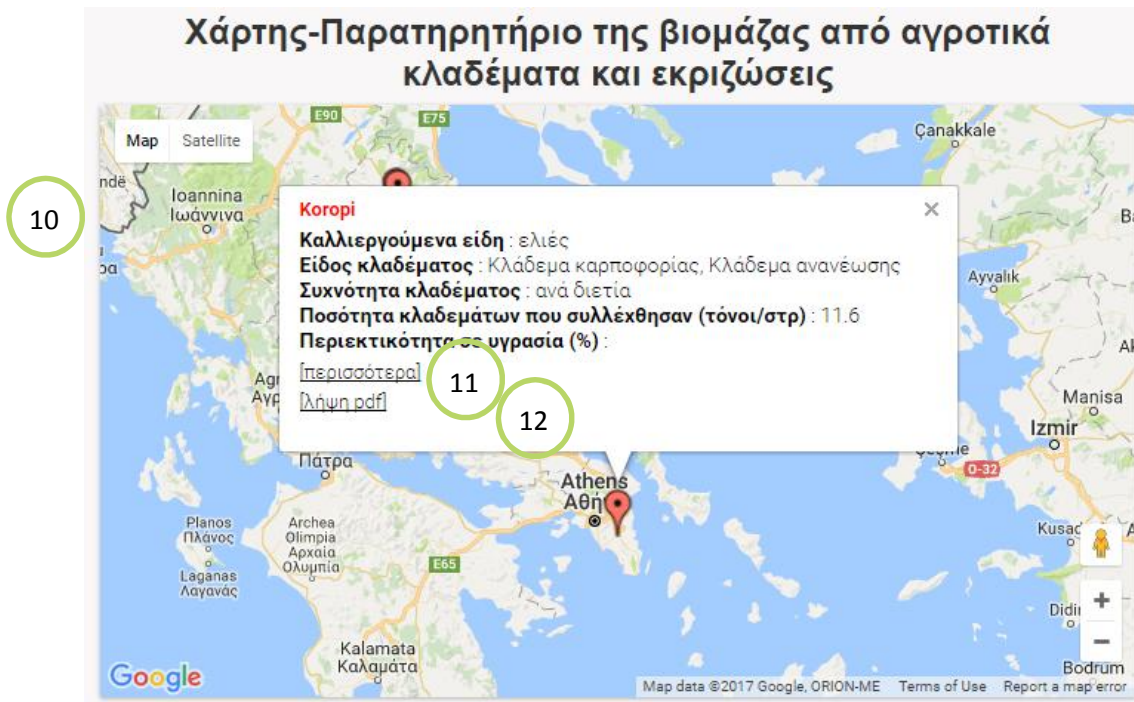 Χάρτης-Παρατηρητήριο της βιομάζας από αγροτικά
κλαδέματα και εκριζώσεις
Map Satellite
E90
E75
Çanakkale
ndë
Ioannina
Ιωάννινα
10
Koropi
Καλλιεργούμενα είδη : ελιές
Είδος κλαδέματος : Κλάδεμα καρποφορίας, Κλάδεμα ανανέωσης
Συχνότητα κλαδέματος : ανά διετία
Ποσότητα κλαδεμάτων που συλλέχθησαν (τόνοι/στρ) : 11.6
Περιεκτικότητα σε υγρασία (%) :
[περισσότερα]
11
[λήψη pdf]
12
Ayvalık
Manisa
Izmir
O-32
Πάτρα
Athens
Planos
Πλάνος
Laganas
Λαγανάς
Archea
Olimpia
Αρχαία
Ολυμπία
E65
Kalamata
Καλαμάτα
Bodrum
Google
Map data ©2017 Google, ORION-ME Terms of Use Report a map error